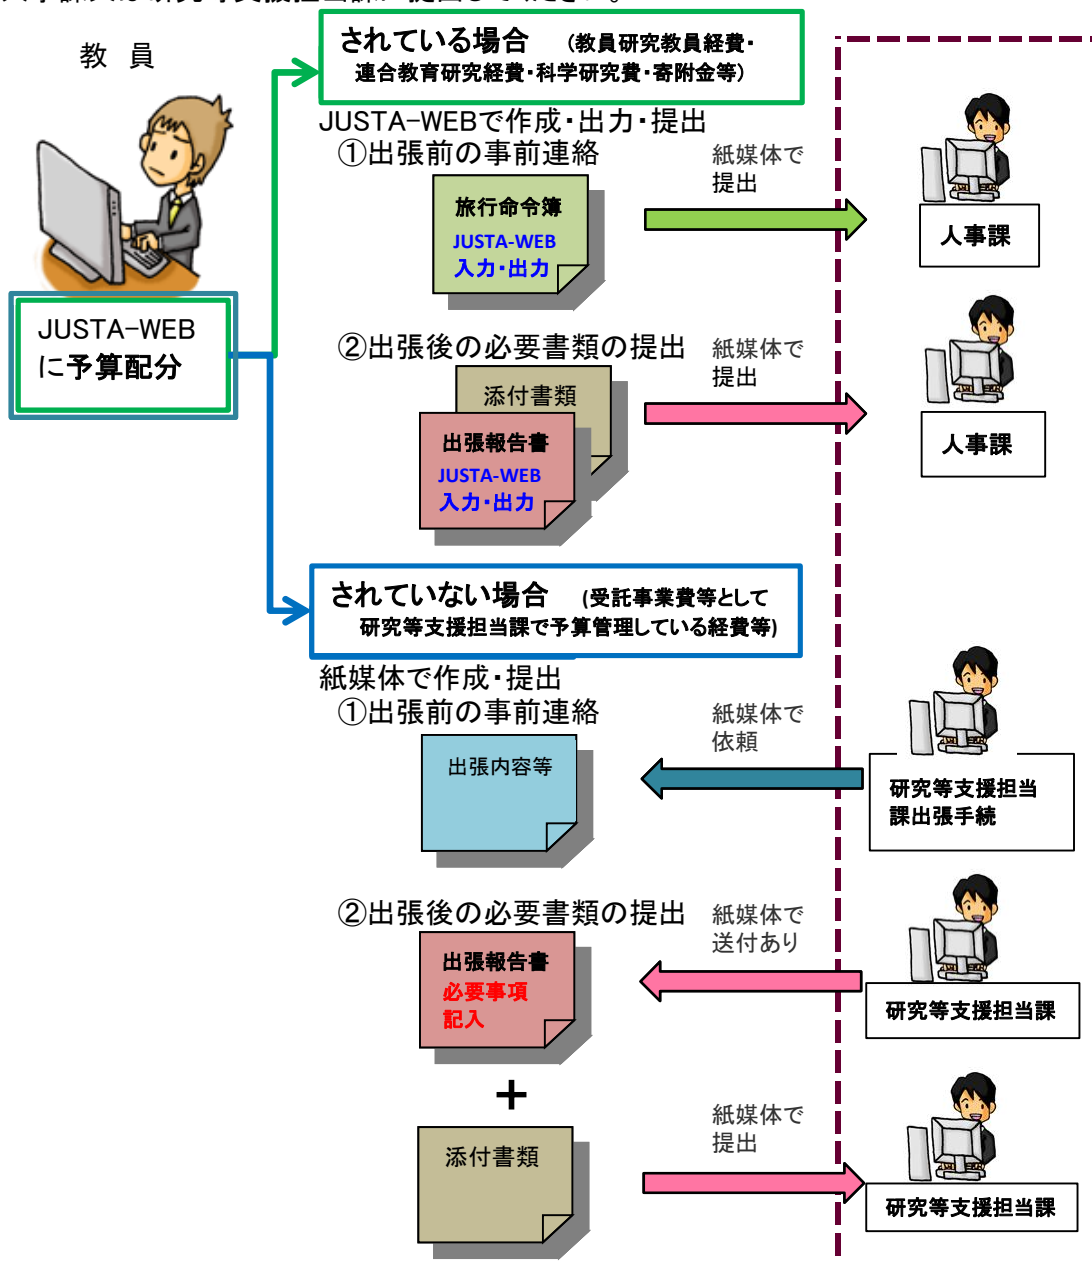 教　員
JUSTA-WEB
に予算配分
されている場合　(教員研究教員経費・
連合教育研究経費・科学研究費・寄附金等)
JUSTA-WEBで作成・出力・提出
①出張前の事前連絡
旅行命令簿
JUSTA-WEB
入力・出力
紙媒体で
提出
人事課
②出張後の必要書類の提出
添付書類
出張報告書
JUSTA-WEB
入力・出力
紙媒体で
提出
人事課
されていない場合　(受託事業費等として
研究等支援担当課で予算管理している経費等)
紙媒体で作成・提出
①出張前の事前連絡
出張内容等
紙媒体で
依頼
研究等支援担当
課出張手続
②出張後の必要書類の提出
出張報告書
必要事項
記入
紙媒体で
送付あり
研究等支援担当課
+
添付書類
紙媒体で
提出
研究等支援担当課